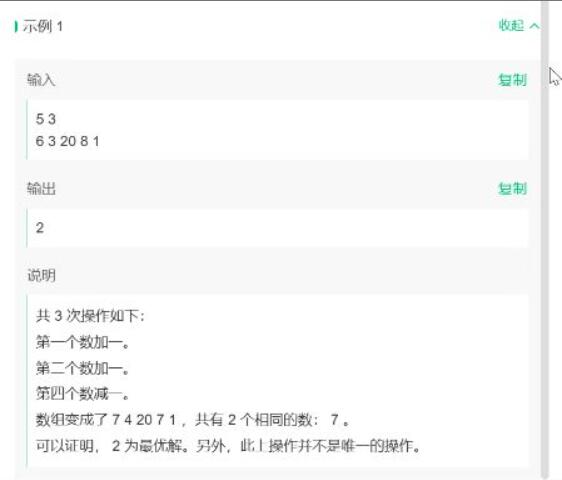 示例 1
收起
输入
复制
5 3
6 3 20 8 1
输出
复制
2
说明
共 3 次操作如下:
第一个数加一。
第二个数加一。
第四个数减一。
数组变成了 7 4 20 7 1 ，共有 2 个相同的数： 7 。
可以证明， 2 为最优解。另外，此上操作并不是唯一的操作。